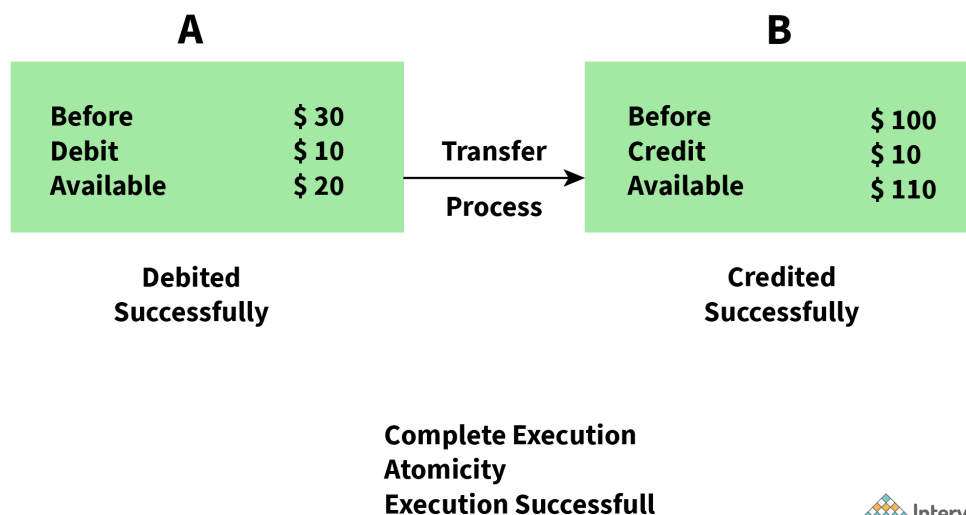 A
B
Before $ 30
Debit $ 10
Available $ 20
Transfer
Process
Before $ 100
Credit $ 10
Available $ 110
Debited
Successfully
Credited
Successfully
Complete Execution
Atomicity
Execution Successfull